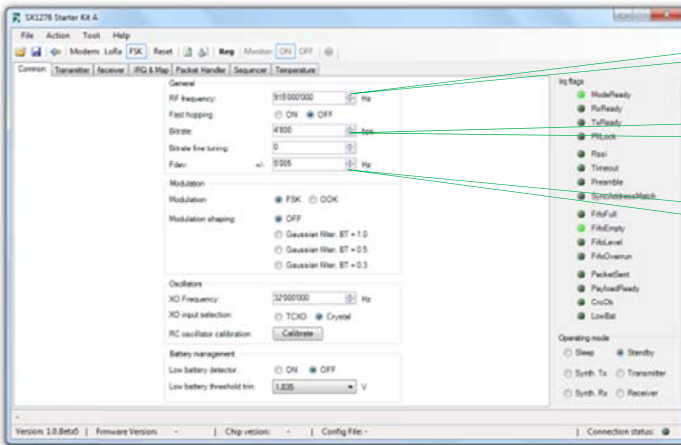 SX1276 Starter Kit A
File Action Tools Help
Modem: LoRa FSK Reset Reg Monitor: ON OFF
Common Transmitter Receiver IRQ & Map Packet Handler Sequencer Temperature
General
RF frequency: 915'000'000 Hz
Fast hopping: ON OFF
Bitrate: 4'800 bps
Bitrate fine tuning: 0
Fdev: +/- 5'005 Hz
Modulation
Modulation: FSK OOK
Modulation shaping: OFF
Gaussian filter, BT = 1.0
Gaussian filter, BT = 0.5
Gaussian filter, BT = 0.3
Oscillators
XO Frequency: 32'000'000 Hz
XO input selection: TCXO Crystal
RC oscillator calibration: Calibrate
Battery management
Low battery detector: ON OFF
Low battery threshold trim: 1.835 V
Irq flags
ModeReady
RxReady
TxReady
PllLock
Rssi
Timeout
Preamble
SyncAddressMatch
FifoFull
FifoEmpty
FifoLevel
FifoOverrun
PacketSent
PayloadReady
CrcOk
LowBat
Operating mode
Sleep Standby
Synth. Tx Transmitter
Synth. Rx Receiver
-
Version: 1.0.Beta5 | Firmware Version: - | Chip vesion: - | Config File: - | Connection status: